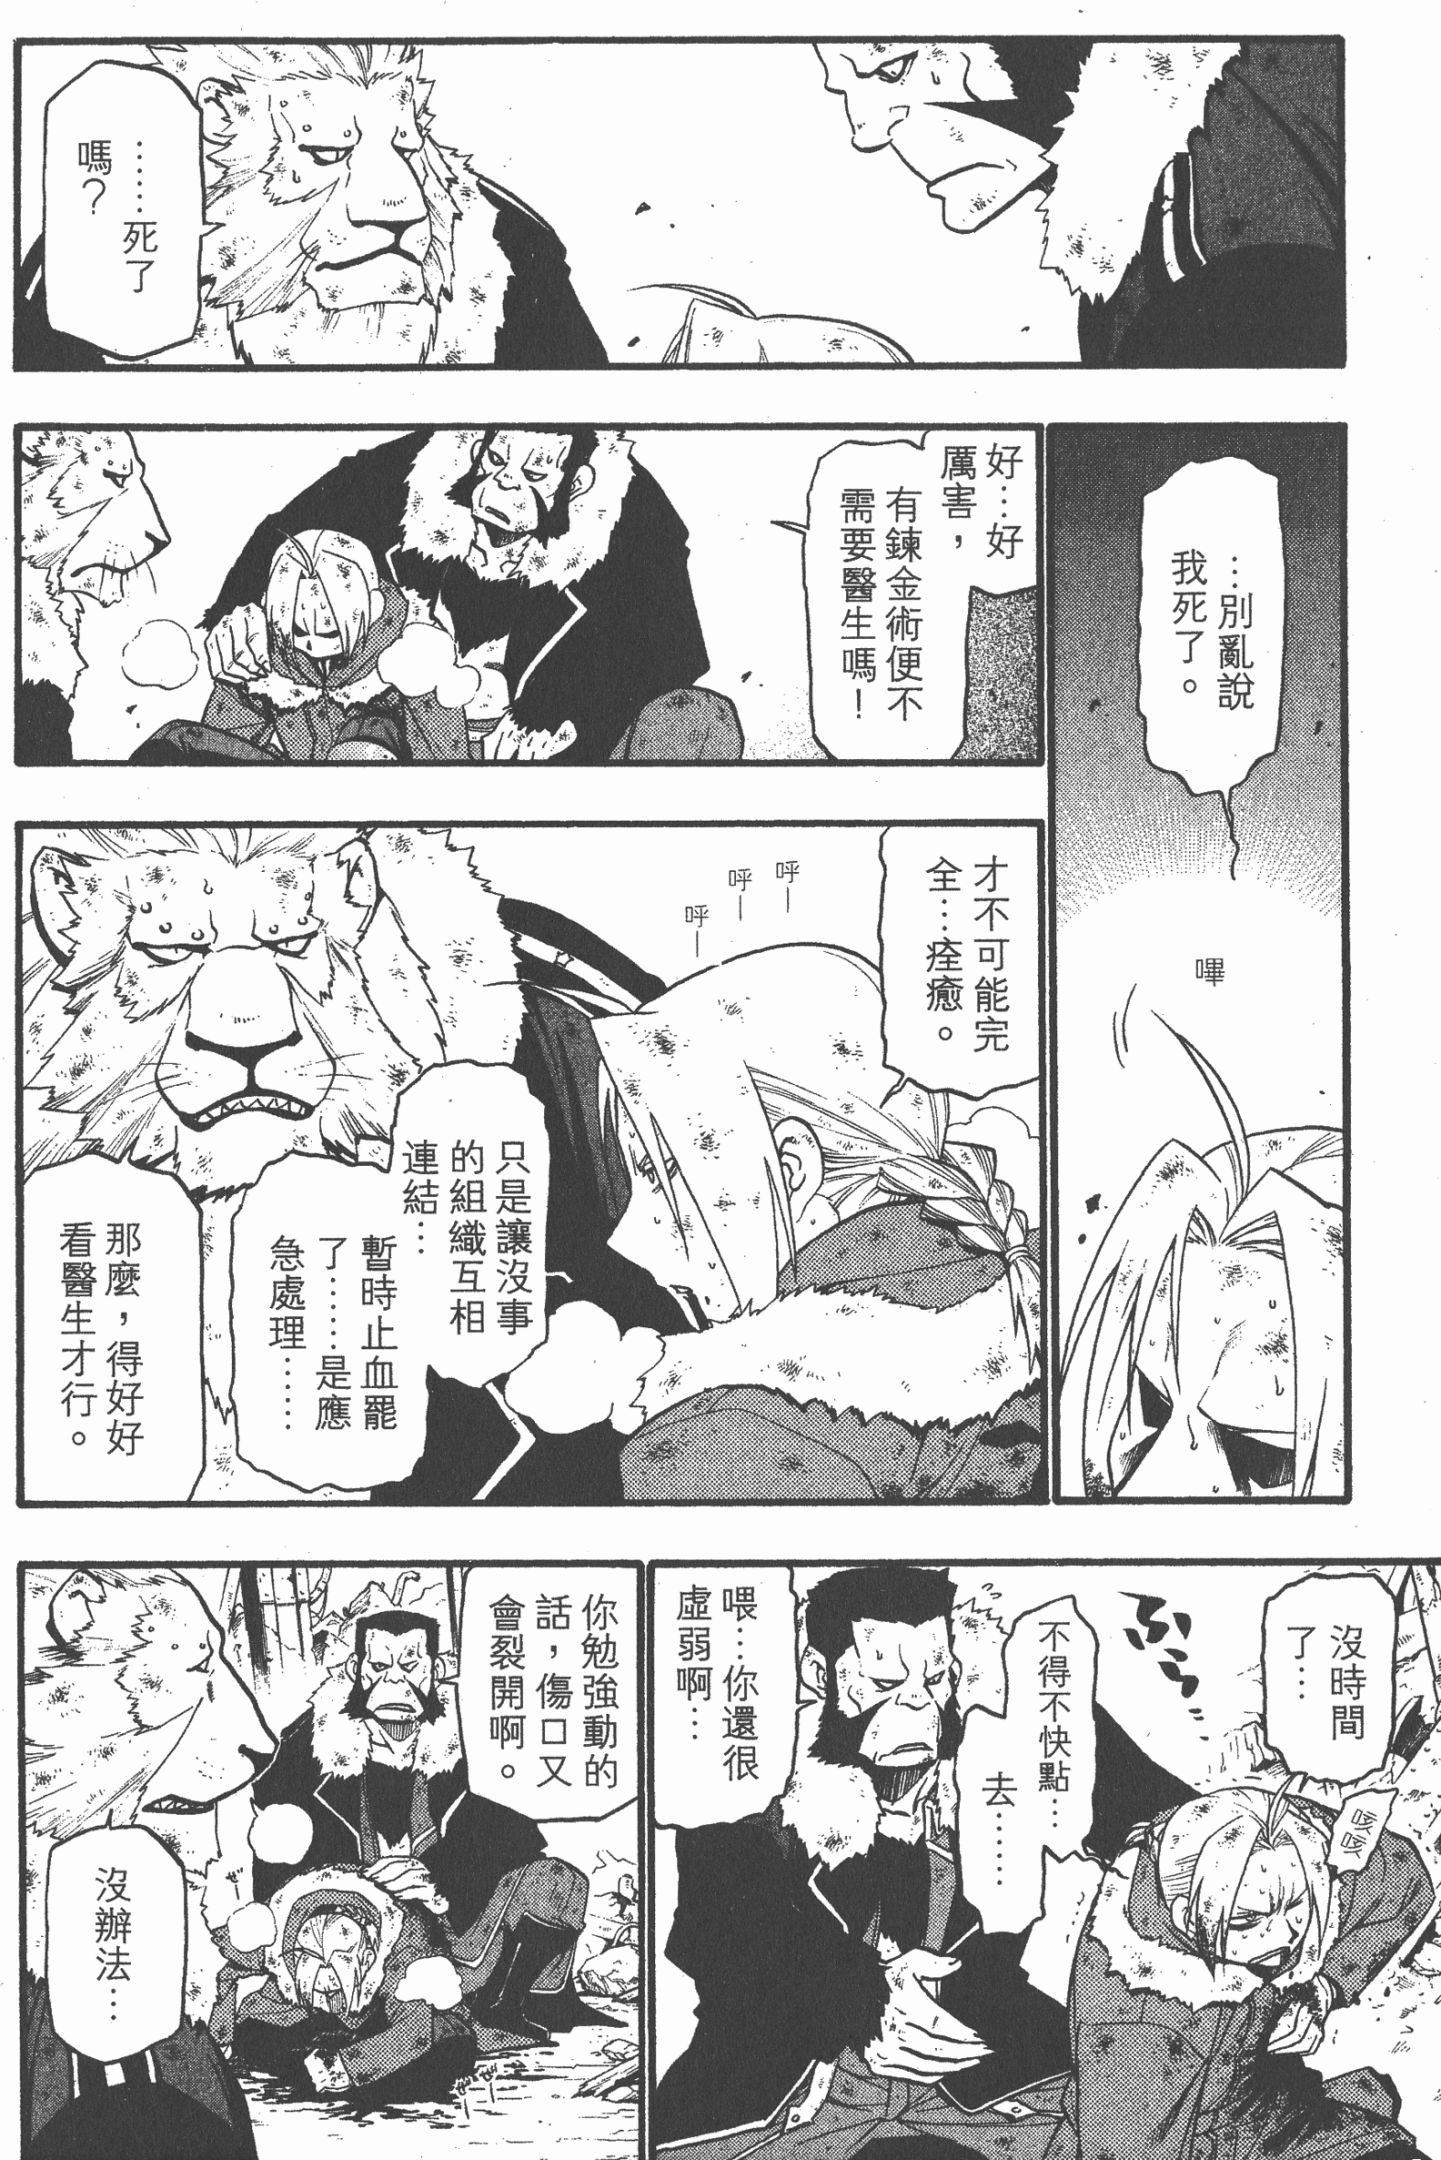 ……死了
嗎？
…別亂說
我死了。
嗶
好…好
厲害，
有鍊金術便不
需要醫生嗎！
才不可能完
全…痊癒。
呼—
呼—
呼—
只是讓沒事
的組織互相
連結…
暫時止血罷
了……是應
急處理……
那麼，得好好
看醫生才行。
沒時間
了…
咳咳
ふらっ
不得不快點…
去……
…
喂…你還很
虛弱啊…
你勉強動的
話，傷口又
會裂開啊。
沒辦法…